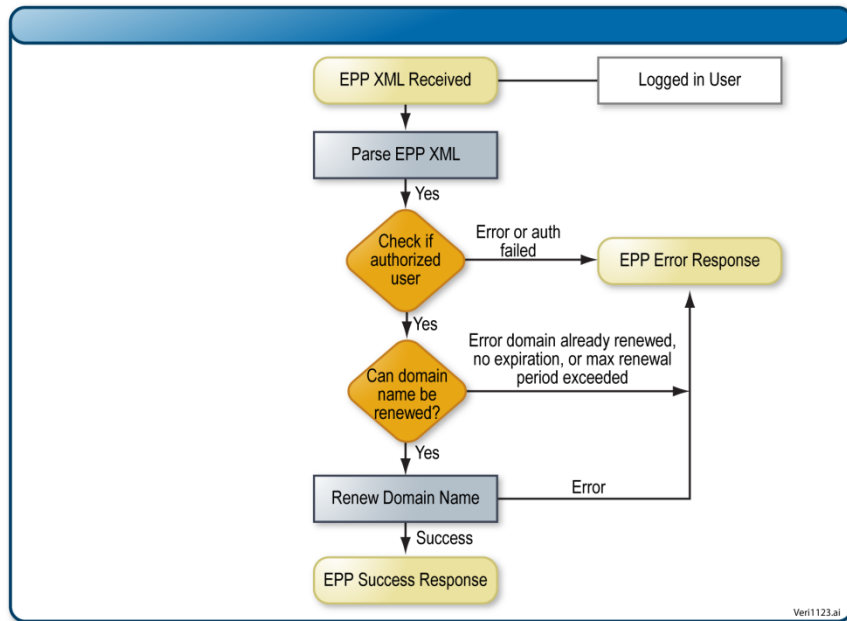 EPP XML Received
Logged in User
Parse EPP XML
Yes
Check if
authorized
user
Error or auth
failed
EPP Error Response
Yes
Error domain already renewed,
no expiration, or max renewal
period exceeded
Can domain
name be
renewed?
Yes
Renew Domain Name
Error
Success
EPP Success Response
Veri1123.ai